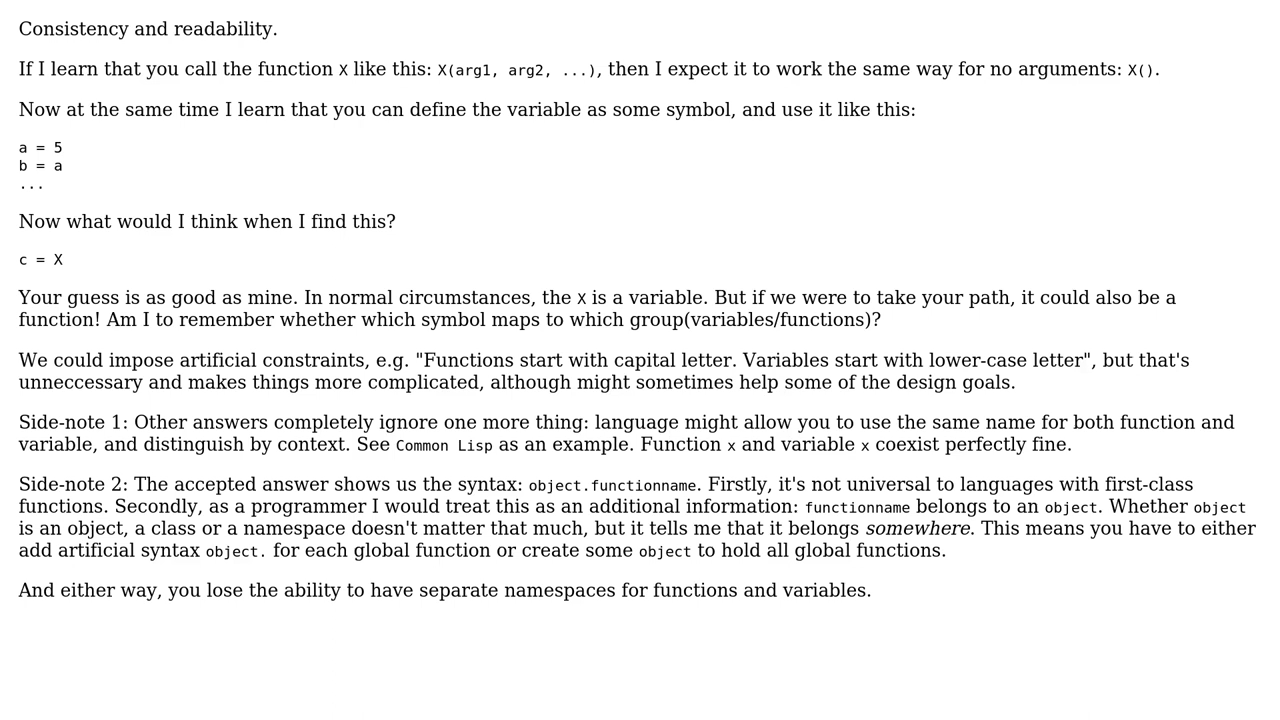 Consistency and readability.
If I learn that you call the function X like this: X(arg1, arg2, ...), then I expect it to work the same way for no arguments: X().
Now at the same time I learn that you can define the variable as some symbol, and use it like this:
a = 5
b = a
...
Now what would I think when I find this?
c = X
Your guess is as good as mine. In normal circumstances, the X is a variable. But if we were to take your path, it could also be a
function! Am I to remember whether which symbol maps to which group(variables/functions)?
We could impose artificial constraints, e.g. "Functions start with capital letter. Variables start with lower-case letter", but that's
unneccessary and makes things more complicated, although might sometimes help some of the design goals.
Side-note 1: Other answers completely ignore one more thing: language might allow you to use the same name for both function and
variable, and distinguish by context. See Common Lisp as an example. Function x and variable x coexist perfectly fine.
Side-note 2: The accepted answer shows us the syntax: object.functionname. Firstly, it's not universal to languages with first-class
functions. Secondly, as a programmer I would treat this as an additional information: functionname belongs to an object. Whether object
is an object, a class or a namespace doesn't matter that much, but it tells me that it belongs somewhere. This means you have to either
add artificial syntax object. for each global function or create some object to hold all global functions.
And either way, you lose the ability to have separate namespaces for functions and variables.